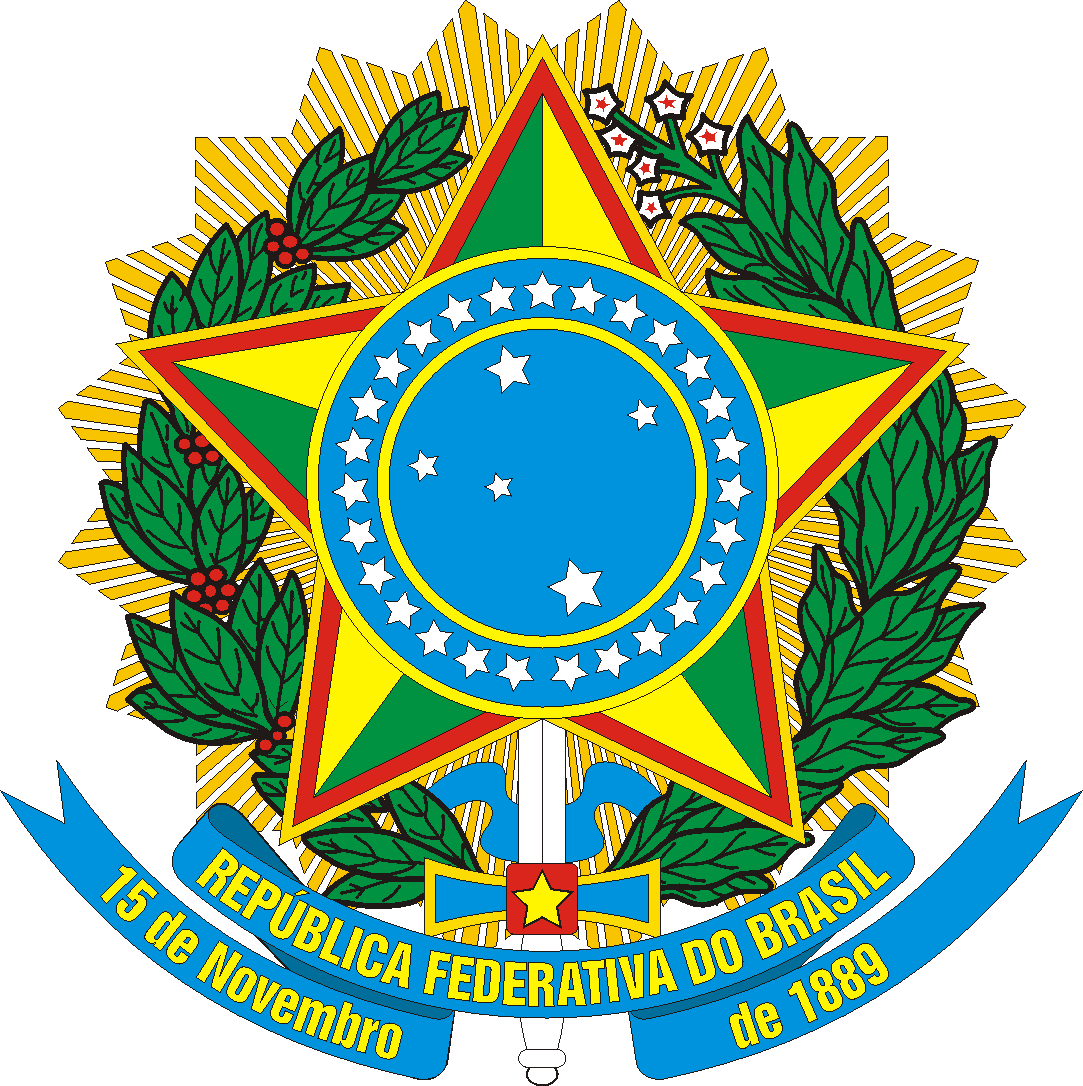 REPÚBLICA FEDERATIVA DO BRASIL
15 de Novembro
de 1889